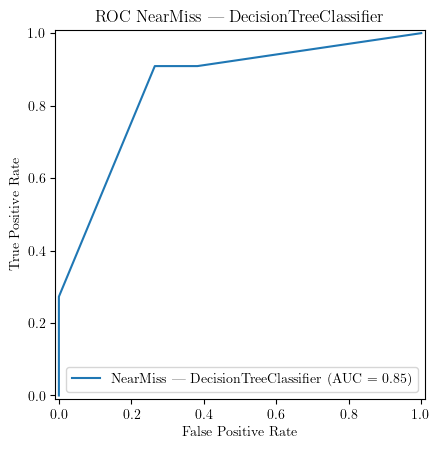 ROC NearMiss — DecisionTreeClassifier
1.0
0.8
0.6
0.4
0.2
0.0
True Positive Rate
NearMiss — DecisionTreeClassifier (AUC = 0.85)
0.0 0.2 0.4 0.6 0.8 1.0
False Positive Rate